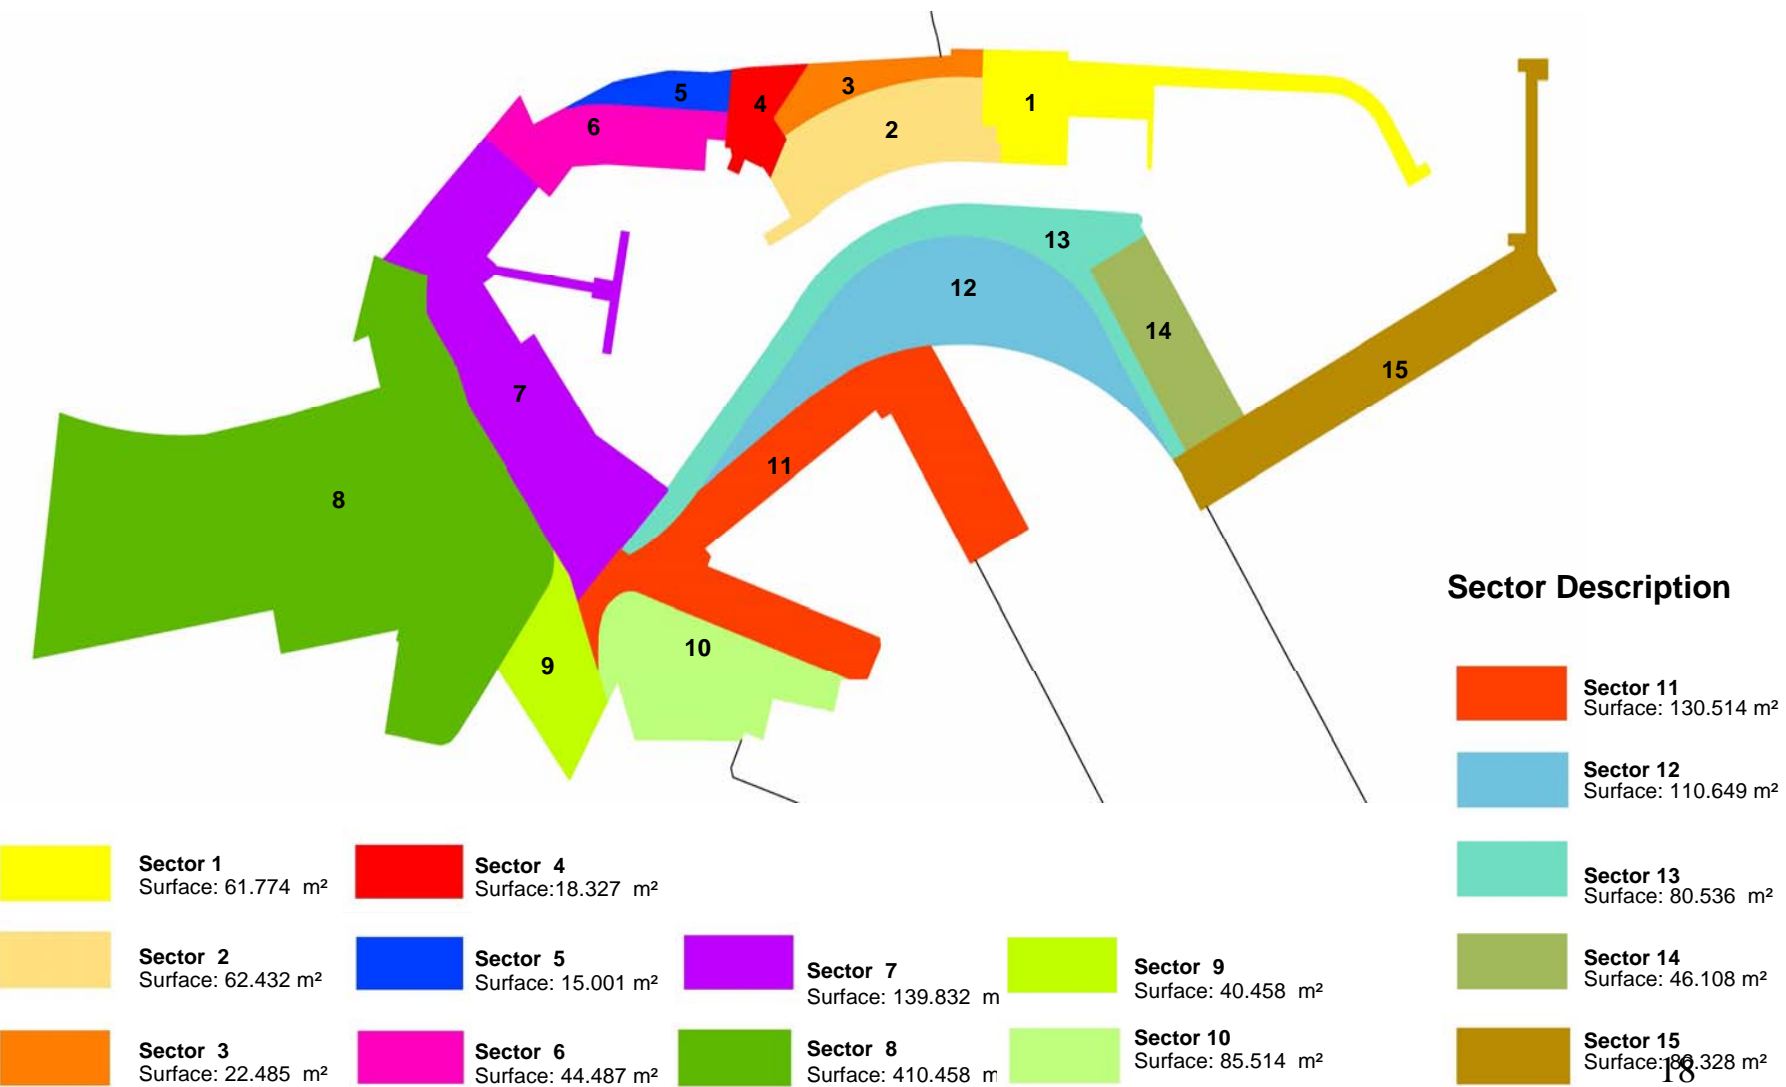 3
5
4
1
6
2
13
12
14
15
7
11
8
10
9
Sector Description
Sector 11
Surface: 130.514 m²
Sector 12
Surface: 110.649 m²
Sector 13
Surface: 80.536 m²
Sector 14
Surface: 46.108 m²
Sector 15
Surface: .328 m²
18
Sector 1
Surface: 61.774 m²
Sector 4
Surface:18.327 m²
Sector 2
Surface: 62.432 m²
Sector 5
Surface: 15.001 m²
Sector 7
Surface: 139.832 m
Sector 9
Surface: 40.458 m²
Sector 3
Surface: 22.485 m²
Sector 6
Surface: 44.487 m²
Sector 8
Surface: 410.458 m
Sector 10
Surface: 85.514 m²